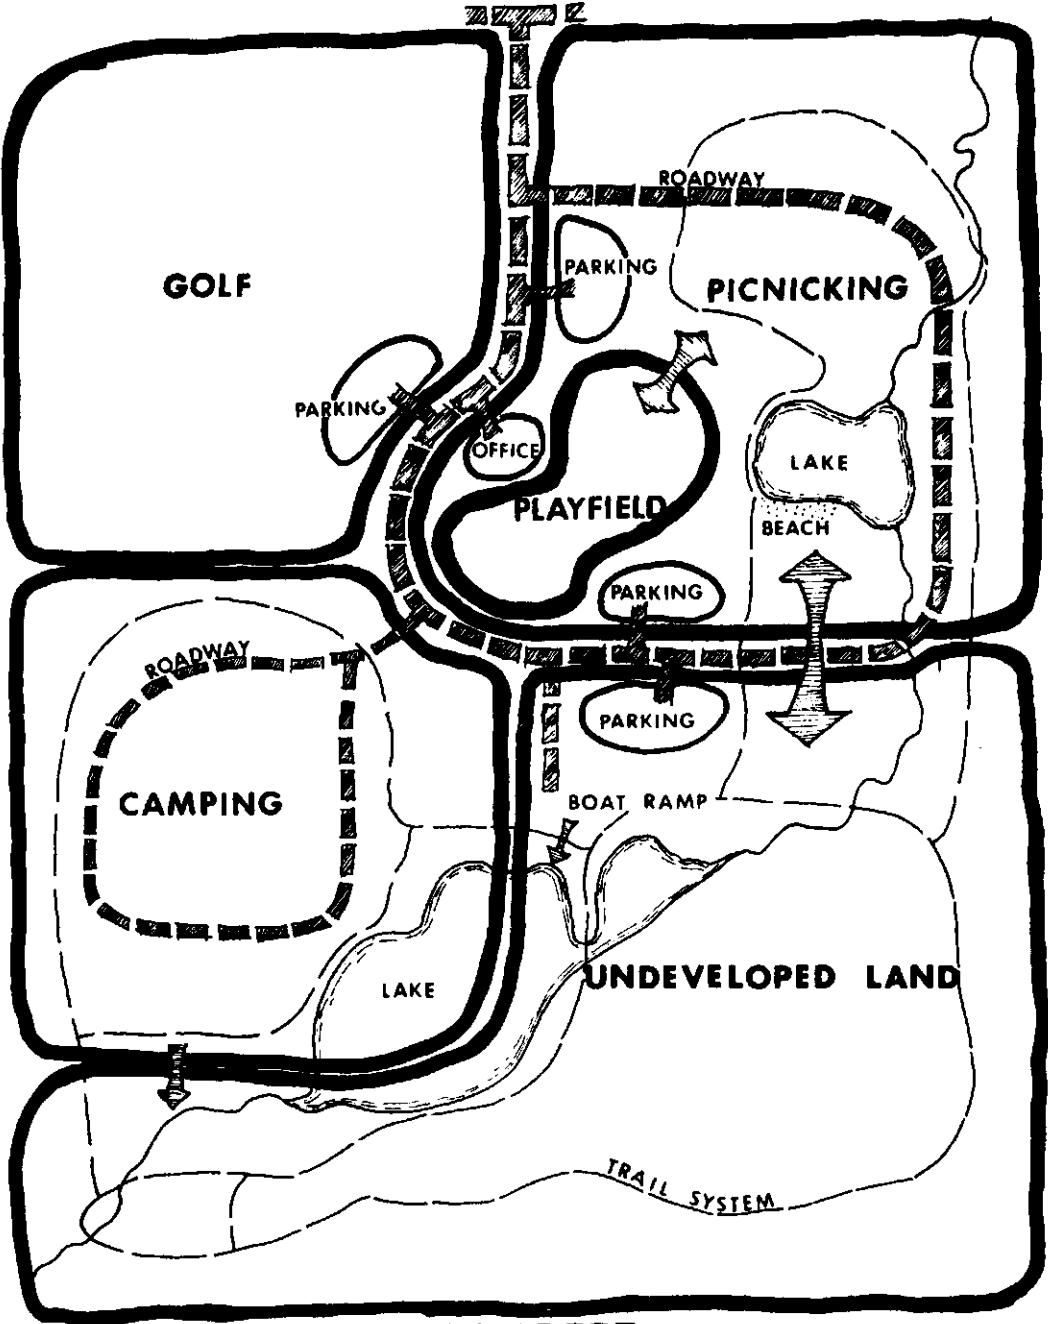 ROADWAY
PARKING
GOLF
PICNICKING
PARKING
OFFICE
LAKE
PLAYFIELD
BEACH
PARKING
ROADWAY
PARKING
CAMPING
BOAT RAMP
UNDEVELOPED LAND
LAKE
TRAIL SYSTEM